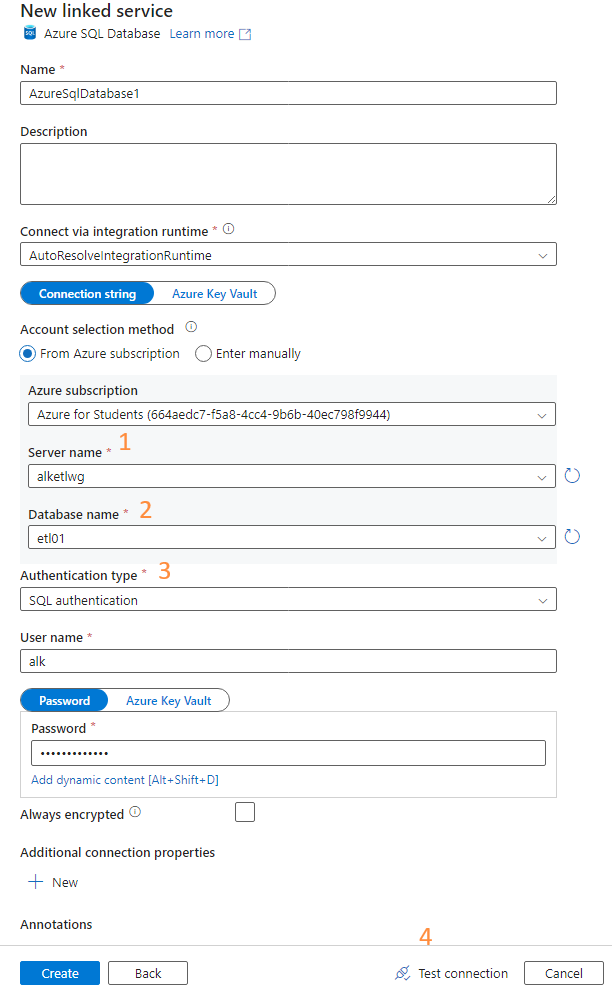 New linked service
SQL Azure SQL Database Learn more
Name *
AzureSqlDatabase1
Description
Connect via integration runtime *
AutoResolveIntegrationRuntime
Connection string Azure Key Vault
Account selection method
From Azure subscription Enter manually
Azure subscription
Azure for Students (664aedc7-f5a8-4cc4-9b6b-40ec798f9944)
Server name * 1
alketlwg
Database name * 2
etl01
Authentication type * 3
SQL authentication
User name *
alk
Password Azure Key Vault
Password *
•••••••••••••
Add dynamic content [Alt+Shift+D]
Always encrypted
Additional connection properties
+ New
Annotations
4
Create Back Test connection Cancel